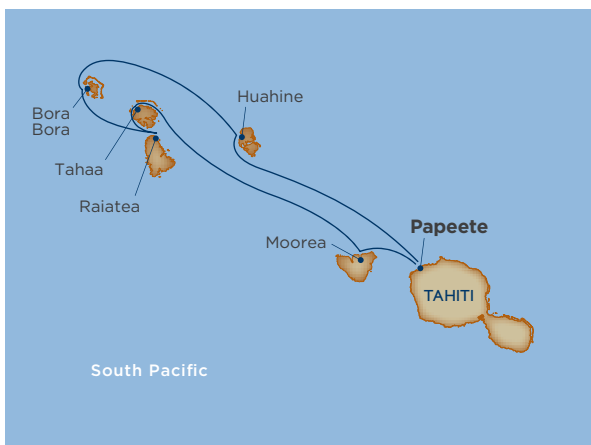 Huahine
Bora
Bora
Tahaa
Raiatea
Papeete
Moorea
TAHITI
South Pacific